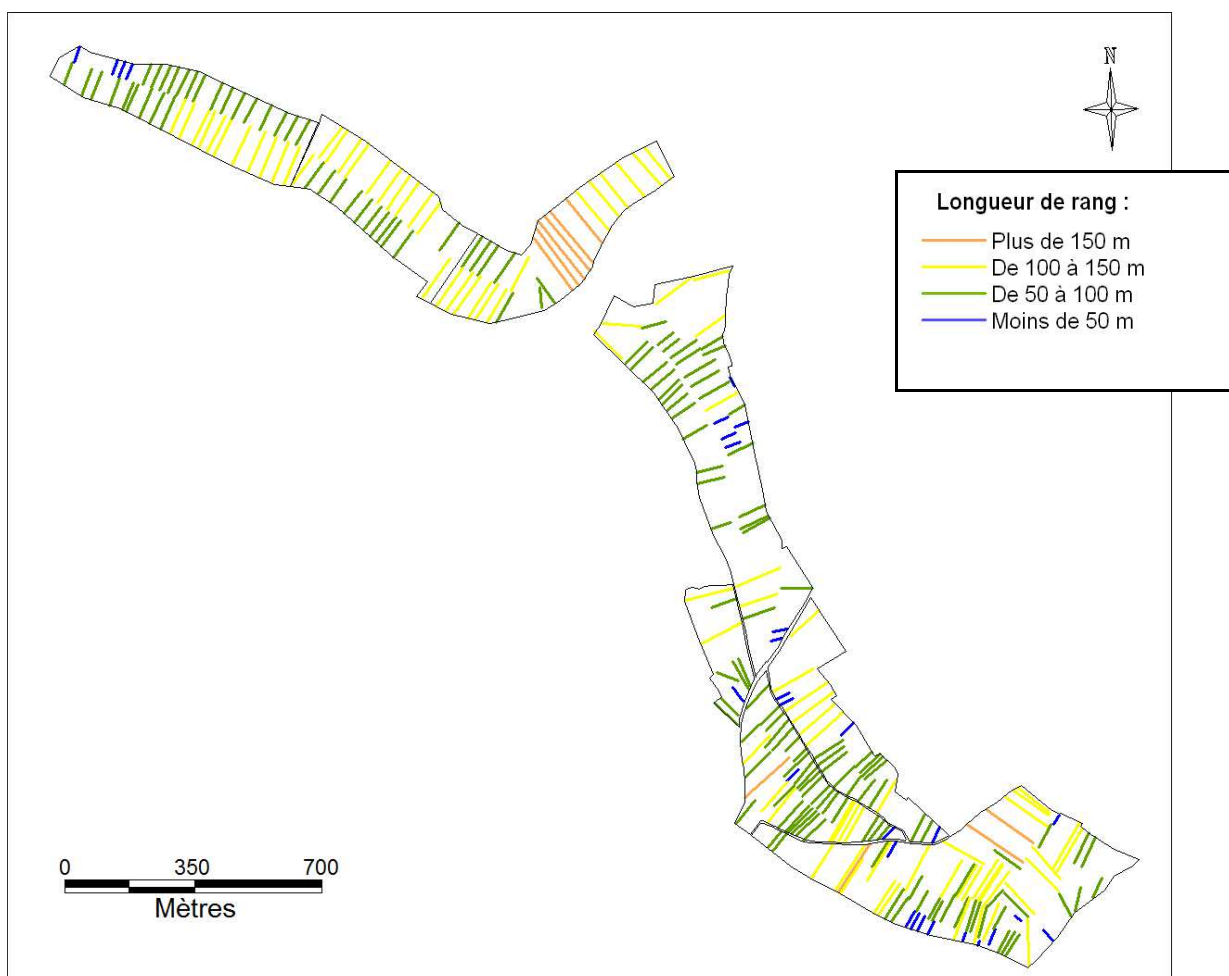 N
Longueur de rang :
Plus de 150 m
De 100 à 150 m
De 50 à 100 m
Moins de 50 m
0 350 700
Mètres